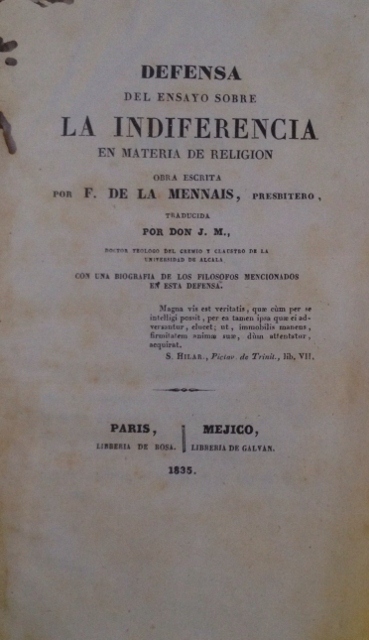 DEFENSA
DEL ENSAYO SOBRE
LA INDIFERENCIA
EN MATERIA DE RELIGION
OBRA ESCRITA
POR F. DE LA MENNAIS, PRESBITERO,
TRADUCIDA
POR DON J. M.,
DOCTOR TEOLOGO DEL GREMIO Y CLAUSTRO DE LA
UNIVERSIDAD DE ALCALA.
CON UNA BIOGRAFIA DE LOS FILOSOFOS MENCIONADOS
EN ESTA DEFENSA.
Magna vis est veritatis, quæ cùm per se
intelligi possit, per ea tamen ipsa quæ ei ad-
versantur, elucet; ut, immobilis manens,
firmitatem naturæ suæ, dùm attentatur,
acquirat.
S. HILAR., Pictav. de Trinit., lib. VII.
PARIS,
LIBRERIA DE ROSA.
MEJICO,
LIBRERIA DE GALVAN.
1835.